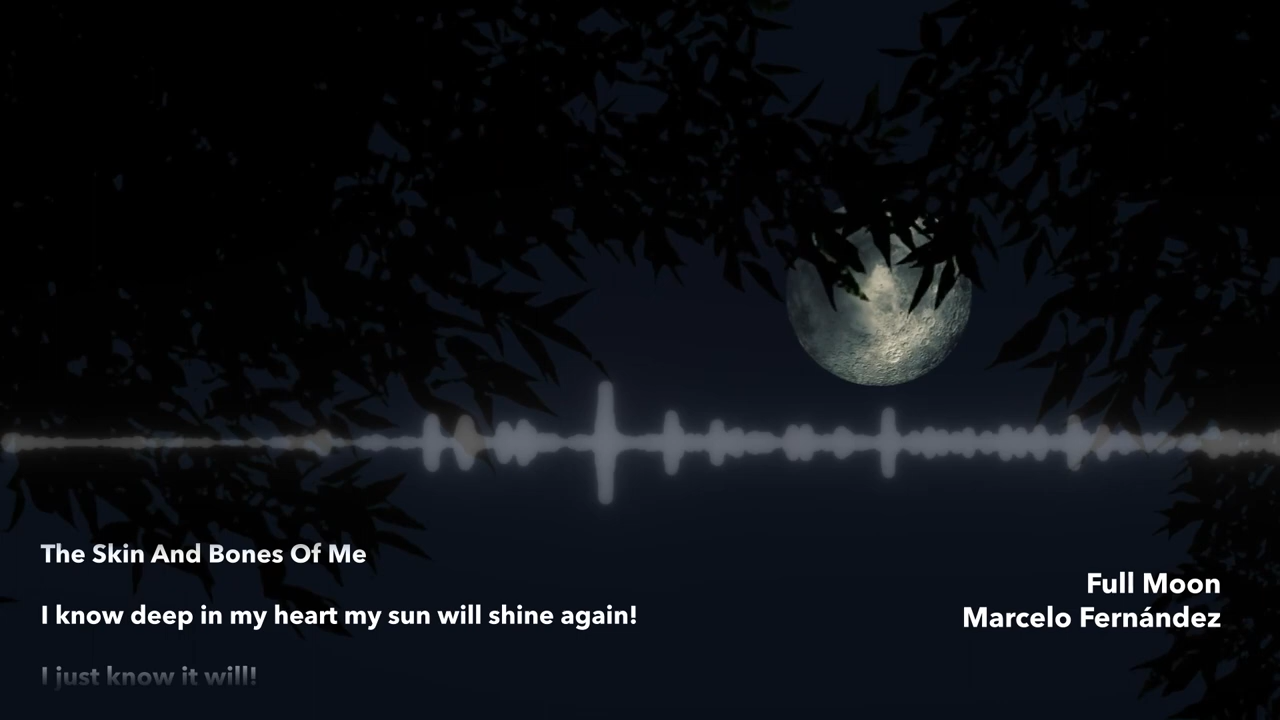 The Skin And Bones Of Me
I know deep in my heart my sun will shine again!
I just know it will!
Full Moon
Marcelo Fernández